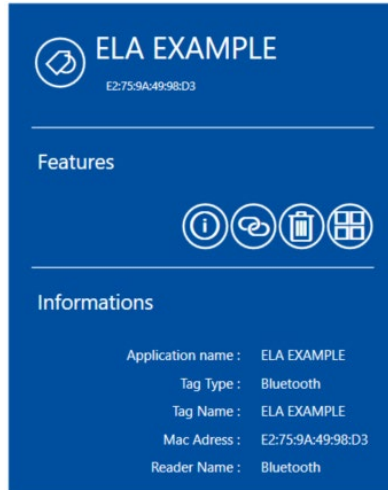 ELA EXAMPLE
E2:75:9A:49:98:D3
Features
Informations
Application name : ELA EXAMPLE
Tag Type : Bluetooth
Tag Name : ELA EXAMPLE
Mac Adress : E2:75:9A:49:98:D3
Reader Name : Bluetooth